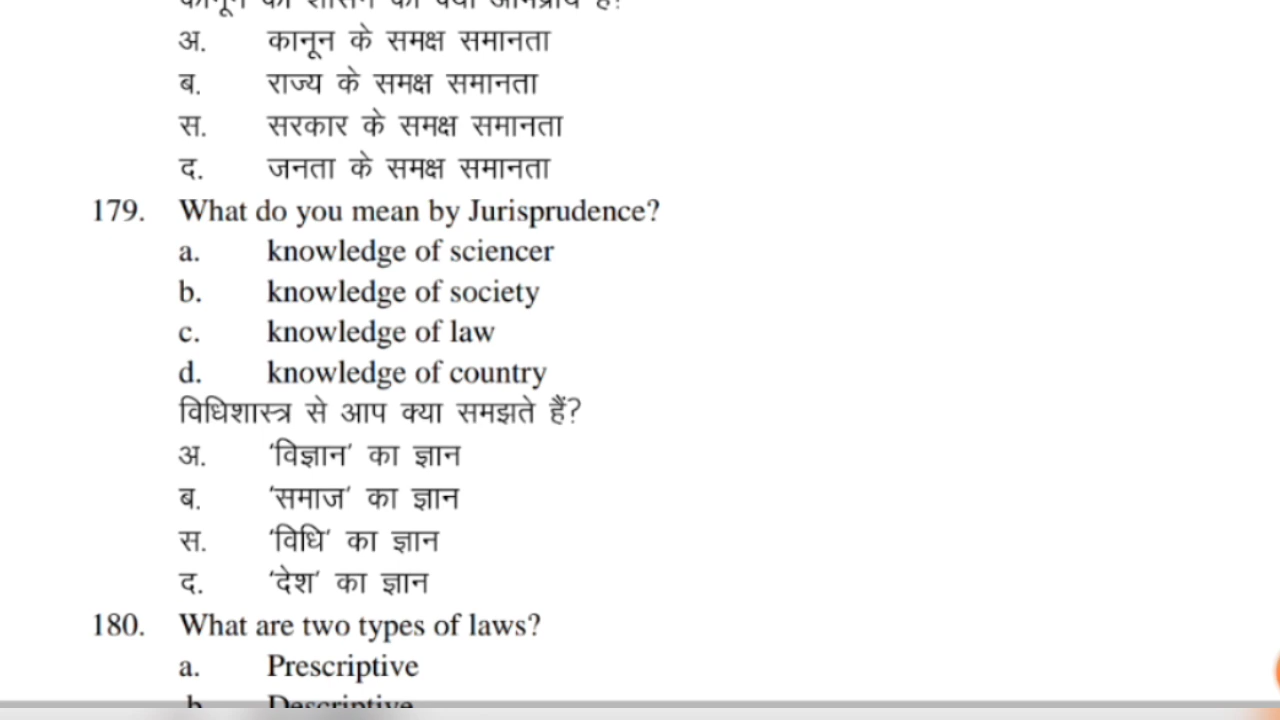 अ. कानून के समक्ष समानता
ब. राज्य के समक्ष समानता
स. सरकार के समक्ष समानता
द. जनता के समक्ष समानता
179. What do you mean by Jurisprudence?
a. knowledge of sciencer
b. knowledge of society
c. knowledge of law
d. knowledge of country
विधिशास्त्र से आप क्या समझते हैं?
अ. 'विज्ञान' का ज्ञान
ब. 'समाज' का ज्ञान
स. 'विधि' का ज्ञान
द. 'देश' का ज्ञान
180. What are two types of laws?
a. Prescriptive
b. Descriptive